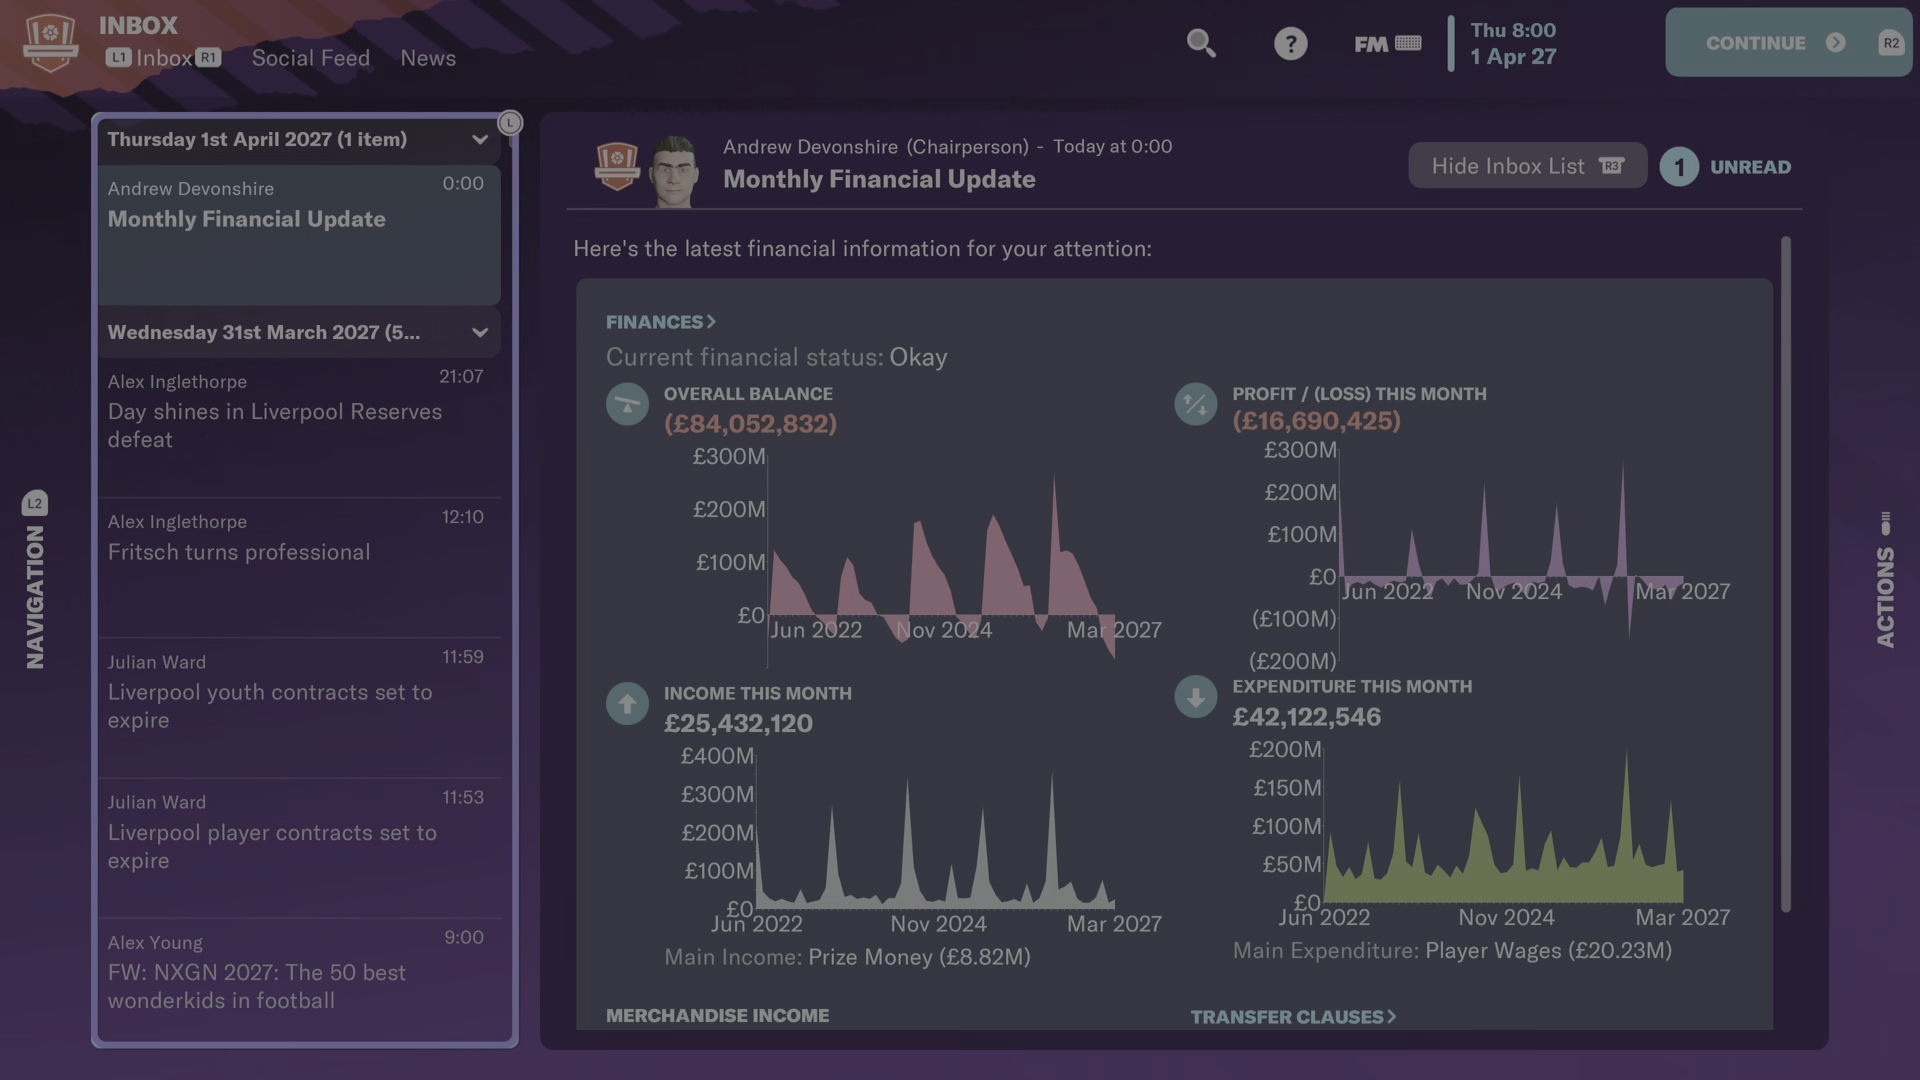 INBOX
L1 Inbox R1 Social Feed News
?
FM
Thu 8:00
1 Apr 27
CONTINUE R2
L
Thursday 1st April 2027 (1 item)
Andrew Devonshire 0:00
Monthly Financial Update
Wednesday 31st March 2027 (5...
Alex Inglethorpe 21:07
Day shines in Liverpool Reserves
defeat
Alex Inglethorpe 12:10
Fritsch turns professional
Julian Ward 11:59
Liverpool youth contracts set to
expire
Julian Ward 11:53
Liverpool player contracts set to
expire
Alex Young 9:00
FW: NXGN 2027: The 50 best
wonderkids in football
L2
NAVIGATION
ACTIONS
Andrew Devonshire (Chairperson) - Today at 0:00
Monthly Financial Update
Hide Inbox List R3
1 UNREAD
Here's the latest financial information for your attention:
FINANCES
Current financial status: Okay
OVERALL BALANCE
(£84,052,832)
£300M
£200M
£100M
£0
Jun 2022 Nov 2024 Mar 2027
PROFIT / (LOSS) THIS MONTH
(£16,690,425)
£300M
£200M
£100M
£0
Jun 2022 Nov 2024 Mar 2027
(£100M)
(£200M)
INCOME THIS MONTH
£25,432,120
£400M
£300M
£200M
£100M
£0
Jun 2022 Nov 2024 Mar 2027
Main Income: Prize Money (£8.82M)
EXPENDITURE THIS MONTH
£42,122,546
£200M
£150M
£100M
£50M
£0
Jun 2022 Nov 2024 Mar 2027
Main Expenditure: Player Wages (£20.23M)
MERCHANDISE INCOME
TRANSFER CLAUSES